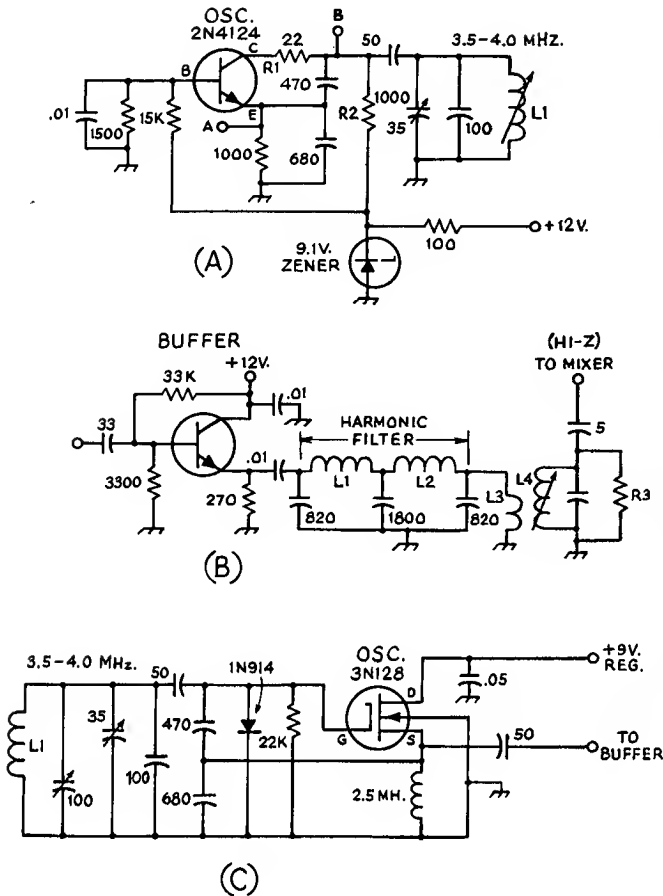 OSC.
2N4124
B
C
22
R1
50
3.5-4.0 MHZ.
B
470
R2
1000
35
100
L1
.01
1500
15K
E
A
1000
680
100
+12V.
9.1V.
ZENER
(A)
BUFFER
+12V.
33K
.01
33
3300
270
.01
HARMONIC
FILTER
L1
L2
820
1800
820
L3
L4
(HI-Z)
TO MIXER
5
R3
(B)
3.5-4.0 MHZ.
50
1N914
OSC.
3N128
D
+9V.
REG.
.05
G
S
50
TO
BUFFER
L1
100
35
100
470
680
22K
2.5 MH.
(C)